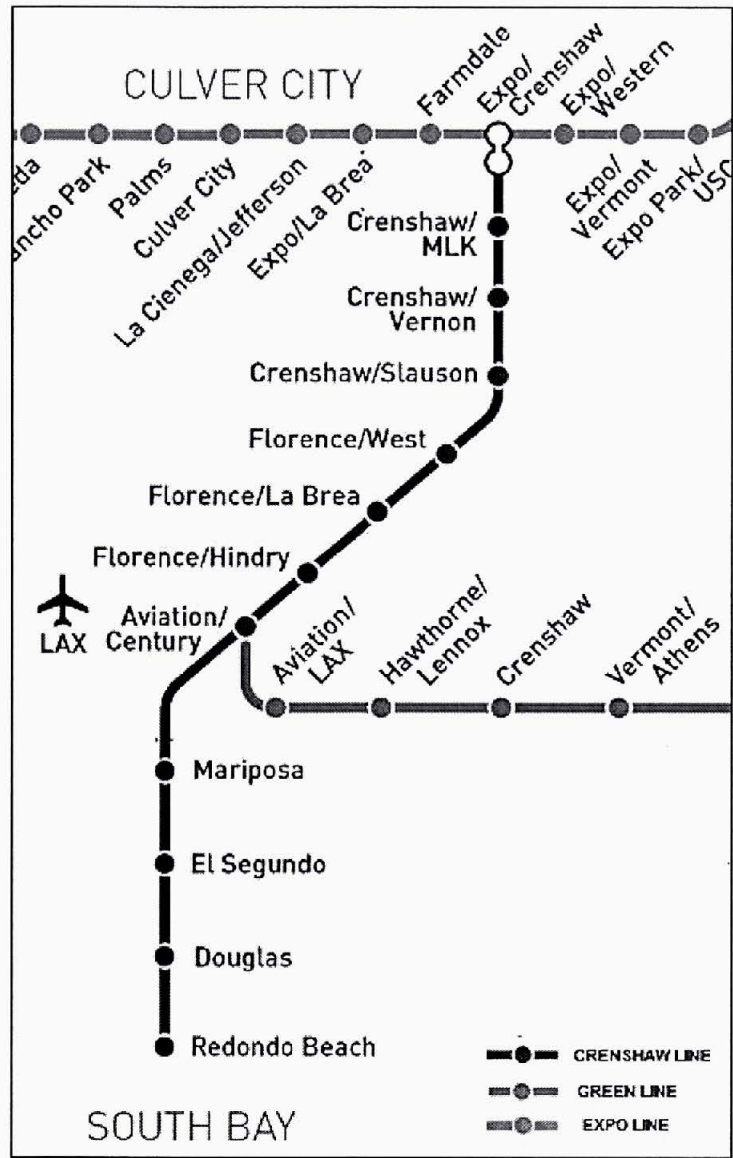 CULVER CITY
Farmdale
Expo/
Crenshaw
Expo/
Western
Palms
Culver City
La Cienega/Jefferson
Expo/La Brea
Expo/
Vermont
Expo Park/
USC
Crenshaw/
MLK
Crenshaw/
Vernon
Crenshaw/Slauson
Florence/West
Florence/La Brea
Florence/Hindry
LAX
Aviation/
Century
Aviation/
LAX
Hawthorne/
Lennox
Crenshaw
Vermont/
Athens
Mariposa
El Segundo
Douglas
Redondo Beach
SOUTH BAY
CRENSHAW LINE
GREEN LINE
EXPO LINE